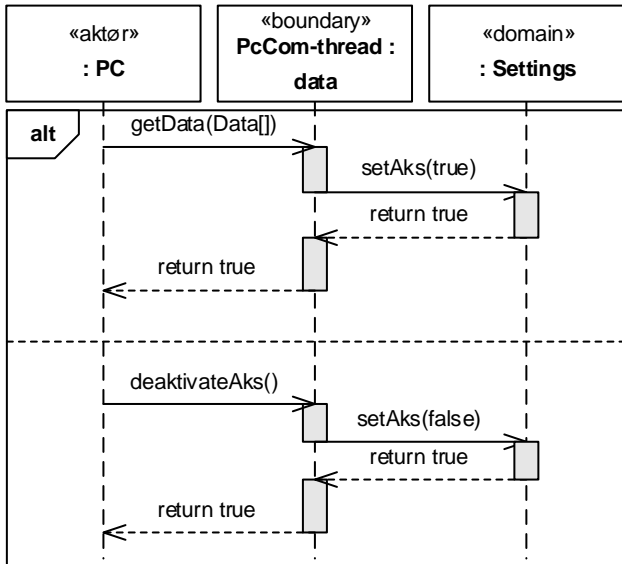 «aktør»
: PC
«boundary»
PcCom-thread :
data
«domain»
: Settings
alt
getData(Data[])
setAks(true)
return true
return true
deaktivateAks()
setAks(false)
return true
return true